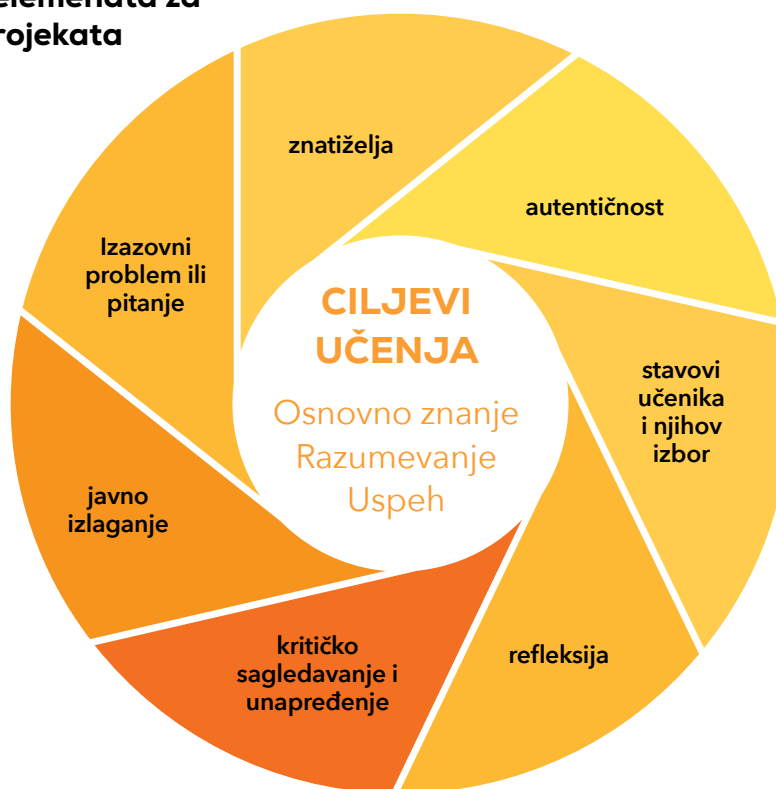 elemenata za
rojekata
znatiželja
autentičnost
Izazovni
problem ili
pitanje
CILJEVI
UČENJA
Osnovno znanje
Razumevanje
Uspeh
stavovi
učenika
i njihov
izbor
javno
izlaganje
kritičko
sagledavanje i
unapređenje
refleksija